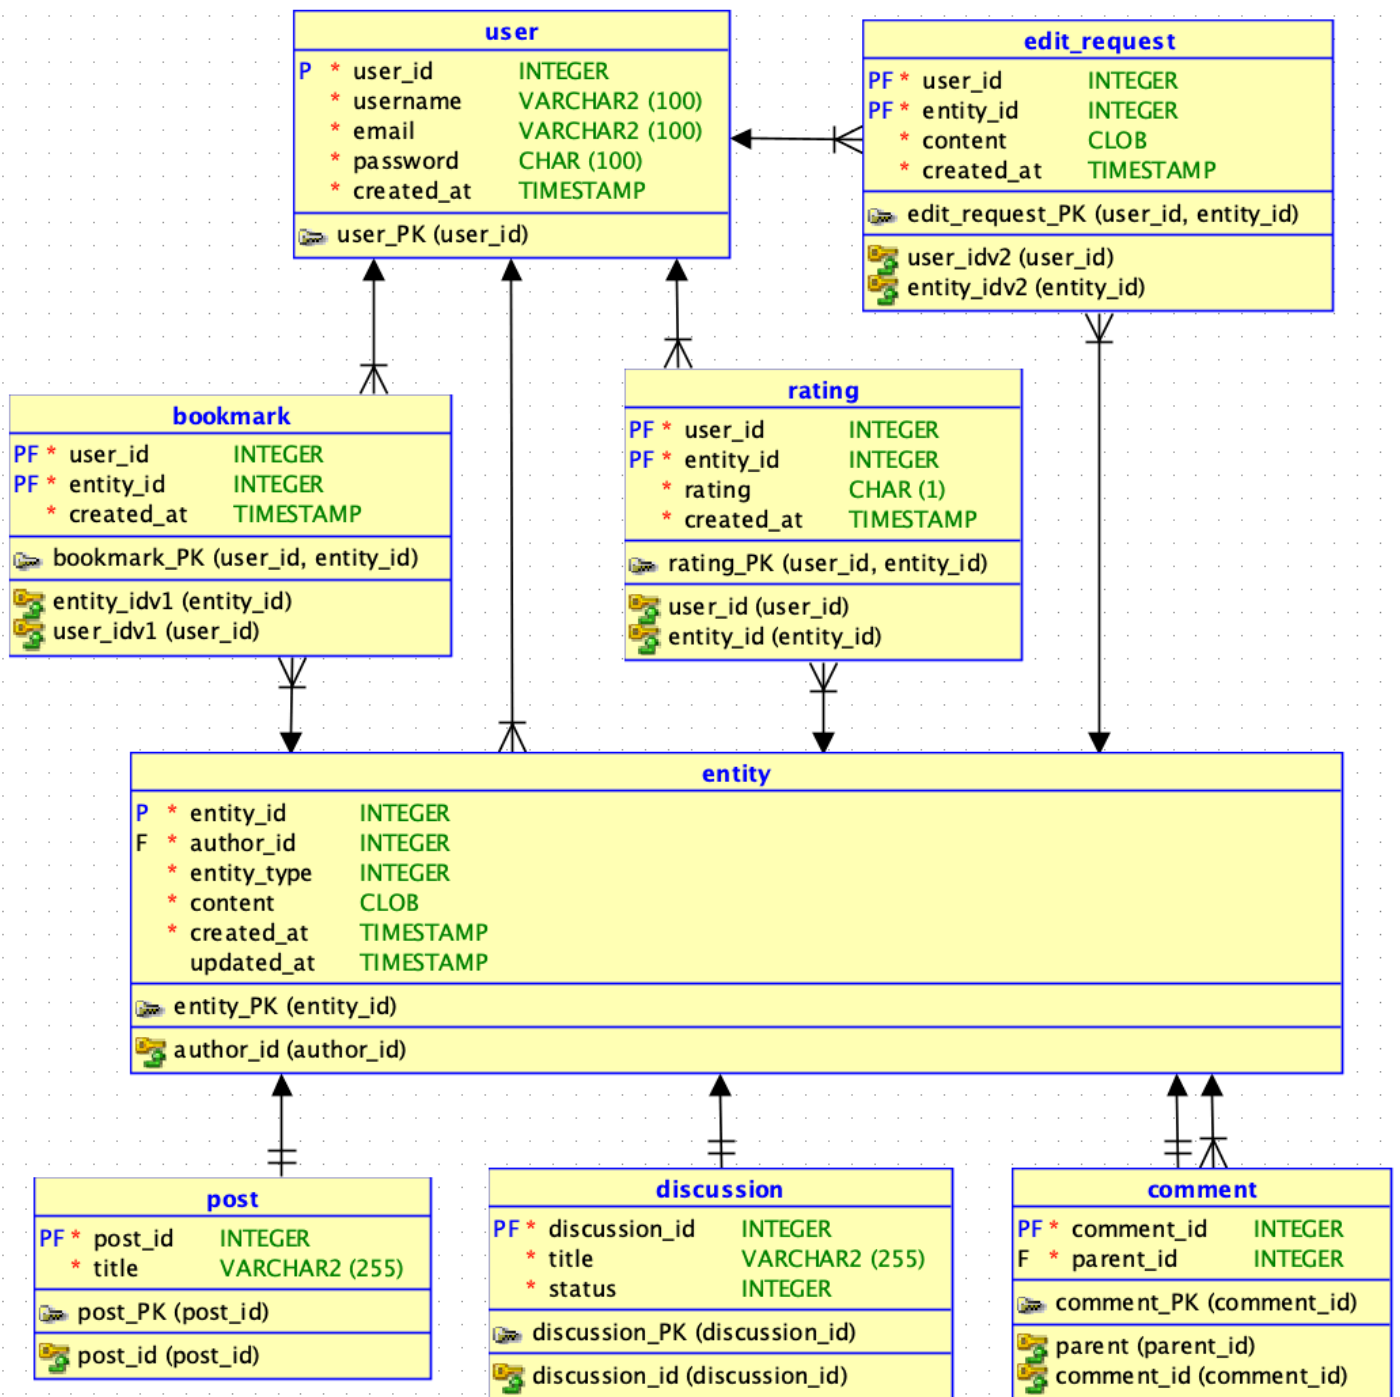 user
P * user_id INTEGER
* username VARCHAR2 (100)
* email VARCHAR2 (100)
* password CHAR (100)
* created_at TIMESTAMP
user_PK (user_id)
edit_request
PF * user_id INTEGER
PF * entity_id INTEGER
* content CLOB
* created_at TIMESTAMP
edit_request_PK (user_id, entity_id)
user_idv2 (user_id)
entity_idv2 (entity_id)
bookmark
PF * user_id INTEGER
PF * entity_id INTEGER
* created_at TIMESTAMP
bookmark_PK (user_id, entity_id)
entity_idv1 (entity_id)
user_idv1 (user_id)
rating
PF * user_id INTEGER
PF * entity_id INTEGER
* rating CHAR (1)
* created_at TIMESTAMP
rating_PK (user_id, entity_id)
user_id (user_id)
entity_id (entity_id)
entity
P * entity_id INTEGER
F * author_id INTEGER
* entity_type INTEGER
* content CLOB
* created_at TIMESTAMP
updated_at TIMESTAMP
entity_PK (entity_id)
author_id (author_id)
post
PF * post_id INTEGER
* title VARCHAR2 (255)
post_PK (post_id)
post_id (post_id)
discussion
PF * discussion_id INTEGER
* title VARCHAR2 (255)
* status INTEGER
discussion_PK (discussion_id)
discussion_id (discussion_id)
comment
PF * comment_id INTEGER
F * parent_id INTEGER
comment_PK (comment_id)
parent (parent_id)
comment_id (comment_id)